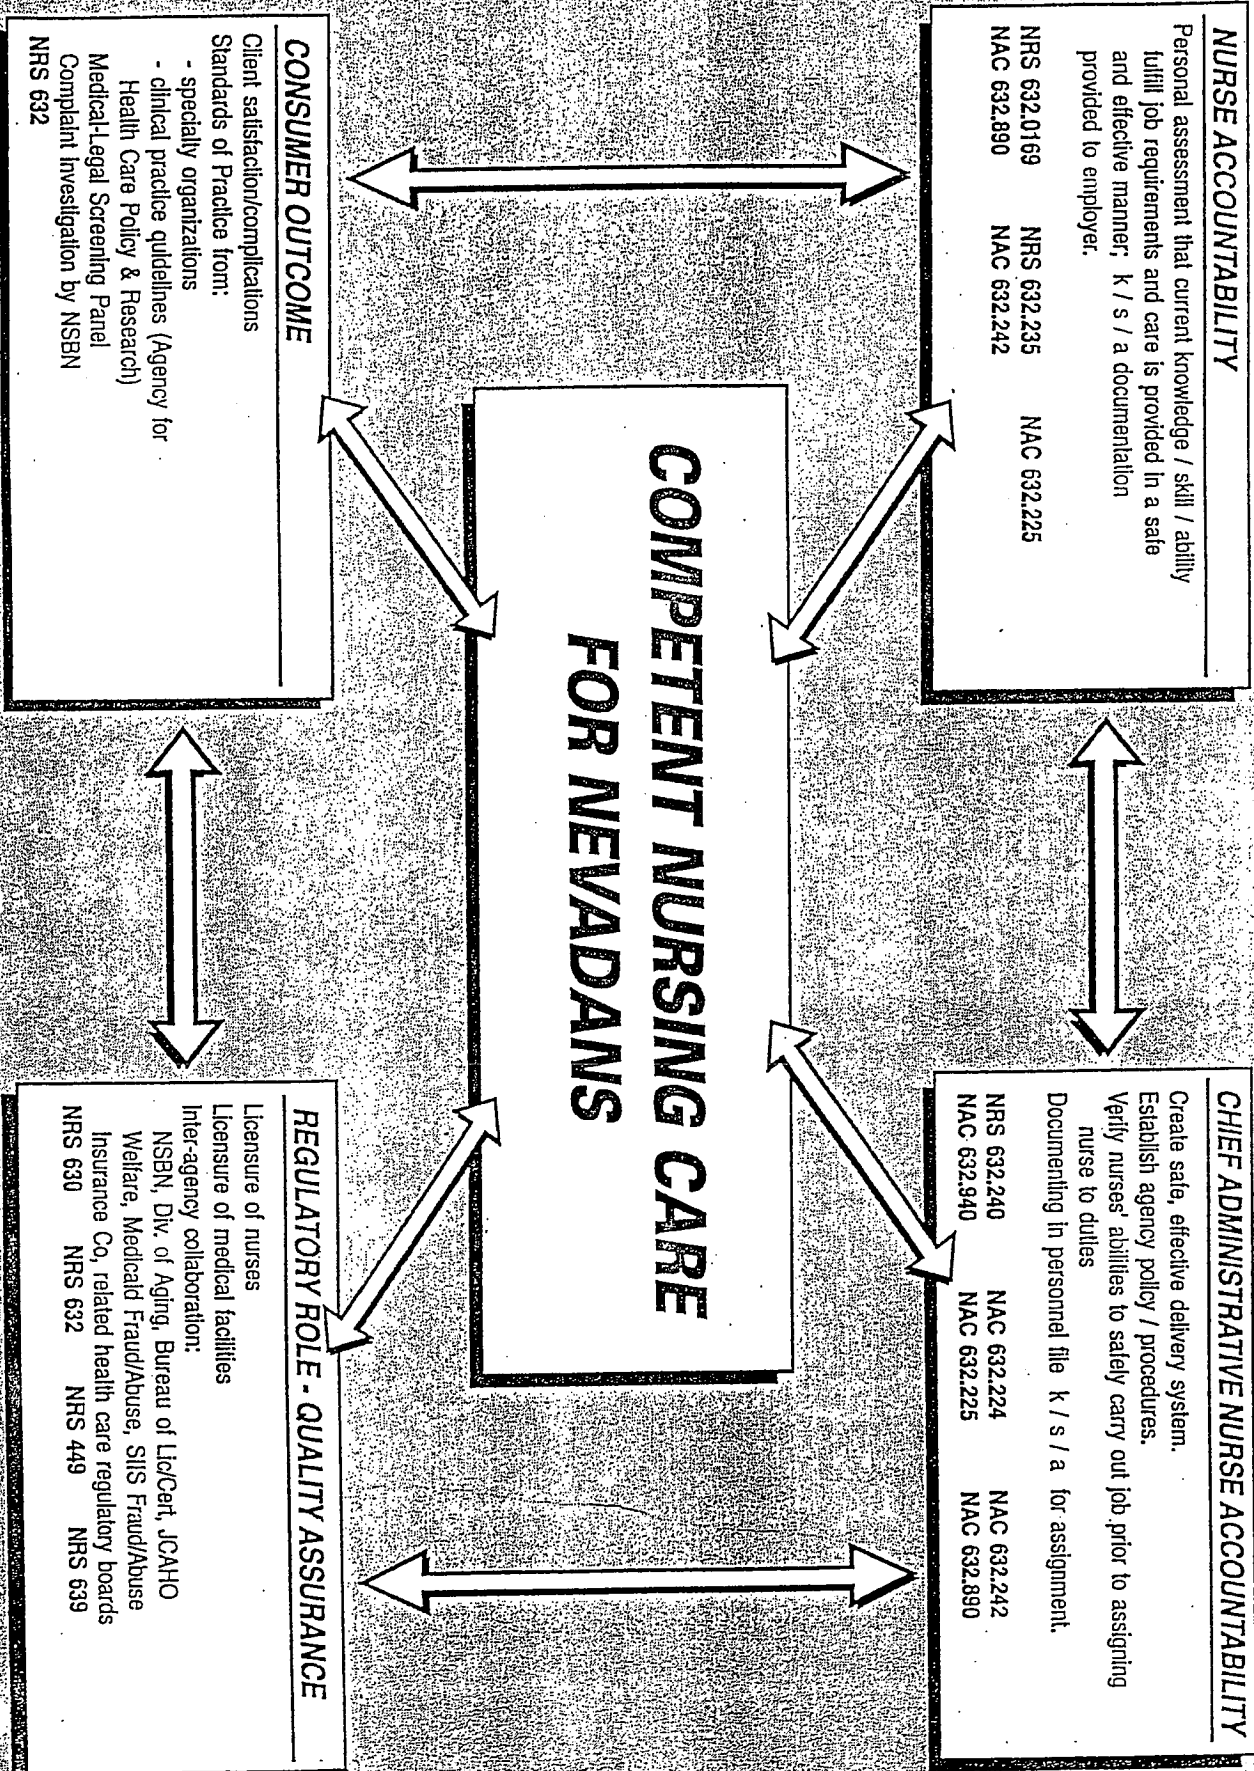 NURSE ACCOUNTABILITY
Personal assessment that current knowledge / skill / ability
fulfill job requirements and care is provided in a safe
and effective manner; k / s / a documentation
provided to employer.
NRS 632.0169 NRS 632.235 NAC 632.225
NAC 632.890 NAC 632.242
CHIEF ADMINISTRATIVE NURSE ACCOUNTABILITY
Create safe, effective delivery system.
Establish agency policy / procedures.
Verify nurses' abilities to safely carry out job prior to assigning
nurse to duties
Documenting in personnel file k / s / a for assignment.
NRS 632.240 NAC 632.224 NAC 632.242
NAC 632.940 NAC 632.225 NAC 632.890
COMPETENT NURSING CARE
FOR NEVADANS
CONSUMER OUTCOME
Client satisfaction/complications
Standards of Practice from:
- specialty organizations
- clinical practice quidelines (Agency for
Health Care Policy & Research)
Medical-Legal Screening Panel
Complaint Investigation by NSBN
NRS 632
REGULATORY ROLE - QUALITY ASSURANCE
Licensure of nurses
Licensure of medical facilities
Inter-agency collaboration:
NSBN, Div. of Aging, Bureau of Lic/Cert, JCAHO
Welfare, Medicaid Fraud/Abuse, SIIS Fraud/Abuse
Insurance Co, related health care regulatory boards
NRS 630 NRS 632 NRS 449 NRS 639